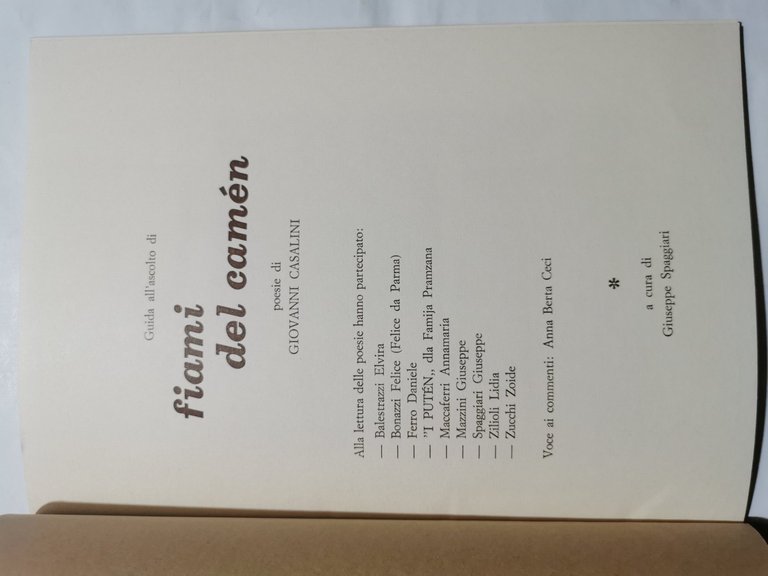 Guida all'ascolto di
fiami
del camén
poesie di
GIOVANNI CASALINI
Alla lettura delle poesie hanno partecipato:
— Balestrazzi Elvira
— Bonazzi Felice (Felice da Parma)
— Ferro Daniele
— "I PUTÉN,, dla Famija Pramzana
— Maccaferri Annamaria
— Mazzini Giuseppe
— Spaggiari Giuseppe
— Zilioli Lidia
— Zucchi Zoide
Voce ai commenti: Anna Berta Ceci
*
a cura di
Giuseppe Spaggiari